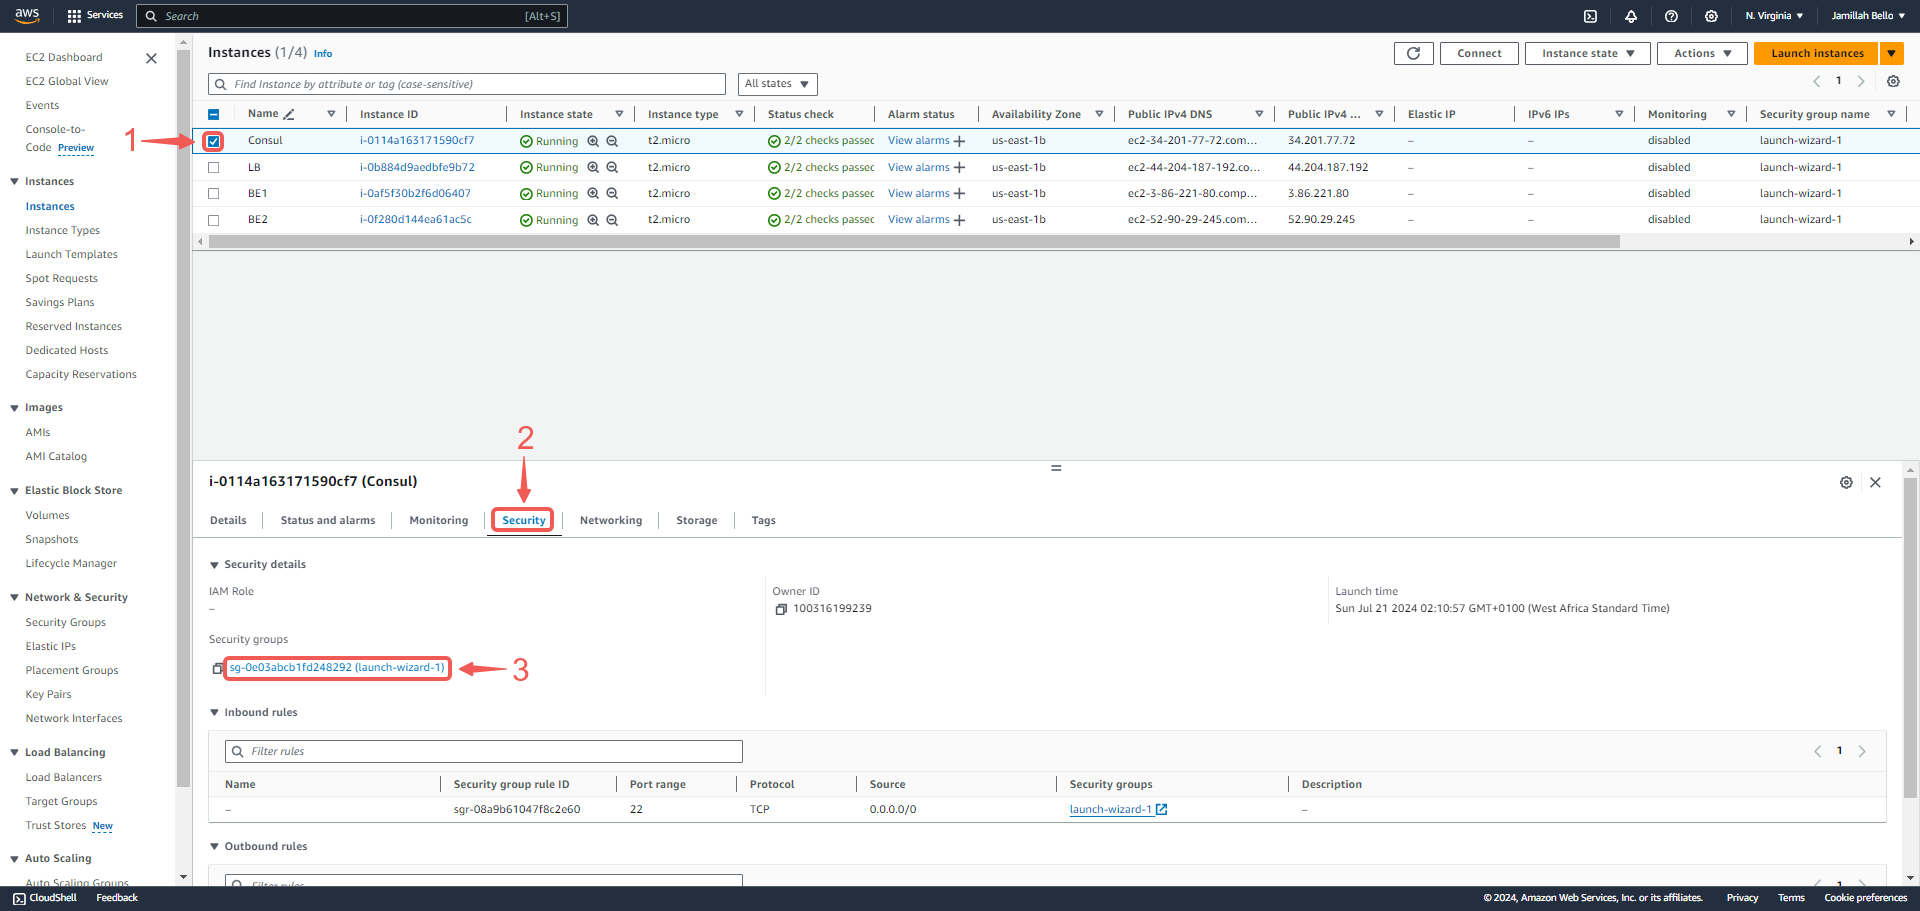 aws Services Search [Alt+S] N. Virginia Jamillah Bello
EC2 Dashboard
EC2 Global View
Events
Console-to-
Code Preview
Instances
Instances
Instance Types
Launch Templates
Spot Requests
Savings Plans
Reserved Instances
Dedicated Hosts
Capacity Reservations
Images
AMIs
AMI Catalog
Elastic Block Store
Volumes
Snapshots
Lifecycle Manager
Network & Security
Security Groups
Elastic IPs
Placement Groups
Key Pairs
Network Interfaces
Load Balancing
Load Balancers
Target Groups
Trust Stores New
Auto Scaling
Auto Scaling Groups
Instances (1/4) Info Connect Instance state Actions Launch instances
Find Instance by attribute or tag (case-sensitive) All states 1
Name Instance ID Instance state Instance type Status check Alarm status Availability Zone Public IPv4 DNS Public IPv4 ... Elastic IP IPv6 IPs Monitoring Security group name
1 Consul i-0114a163171590cf7 Running t2.micro 2/2 checks passed View alarms us-east-1b ec2-34-201-77-72.com... 34.201.77.72 – – disabled launch-wizard-1
LB i-0b884d9aedbfe9b72 Running t2.micro 2/2 checks passed View alarms us-east-1b ec2-44-204-187-192.co... 44.204.187.192 – – disabled launch-wizard-1
BE1 i-0af5f30b2f6d06407 Running t2.micro 2/2 checks passed View alarms us-east-1b ec2-3-86-221-80.comp... 3.86.221.80 – – disabled launch-wizard-1
BE2 i-0f280d144ea61ac5c Running t2.micro 2/2 checks passed View alarms us-east-1b ec2-52-90-29-245.com... 52.90.29.245 – – disabled launch-wizard-1
2
i-0114a163171590cf7 (Consul)
Details Status and alarms Monitoring Security Networking Storage Tags
Security details
IAM Role Owner ID Launch time
– 100316199239 Sun Jul 21 2024 02:10:57 GMT+0100 (West Africa Standard Time)
Security groups
sg-0e03abcb1fd248292 (launch-wizard-1) 3
Inbound rules
Filter rules 1
Name Security group rule ID Port range Protocol Source Security groups Description
– sgr-08a9b61047f8c2e60 22 TCP 0.0.0.0/0 launch-wizard-1 –
Outbound rules
Filter rules 1
CloudShell Feedback © 2024, Amazon Web Services, Inc. or its affiliates. Privacy Terms Cookie preferences